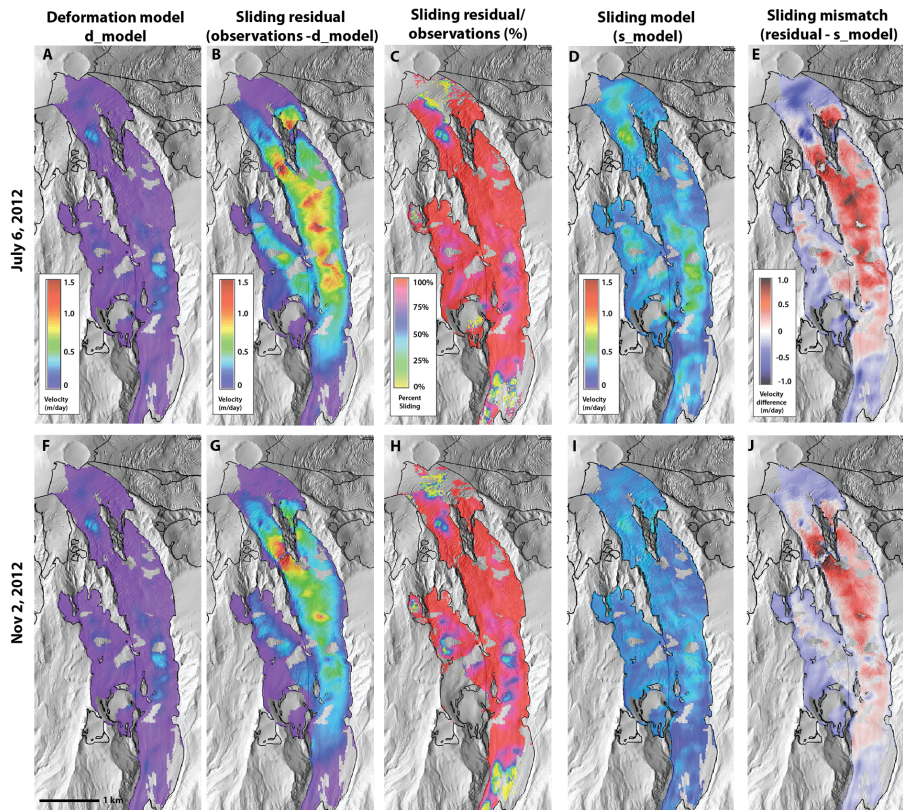 Deformation model
d_model
Sliding residual
(observations -d_model)
Sliding residual/
observations (%)
Sliding model
(s_model)
Sliding mismatch
(residual - s_model)
July 6, 2012
A
B
C
D
E
1.5
1.0
0.5
0
Velocity
(m/day)
1.5
1.0
0.5
0
Velocity
(m/day)
100%
75%
50%
25%
0%
Percent
Sliding
1.5
1.0
0.5
0
Velocity
(m/day)
1.0
0.5
0
-0.5
-1.0
Velocity
difference
(m/day)
Nov 2, 2012
F
G
H
I
J
1 km